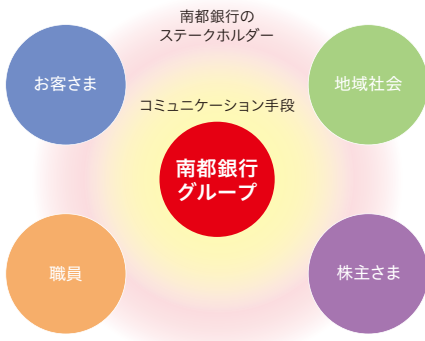 南都銀行の
ステークホルダー
お客さま
地域社会
コミュニケーション手段
南都銀行
グループ
職員
株主さま